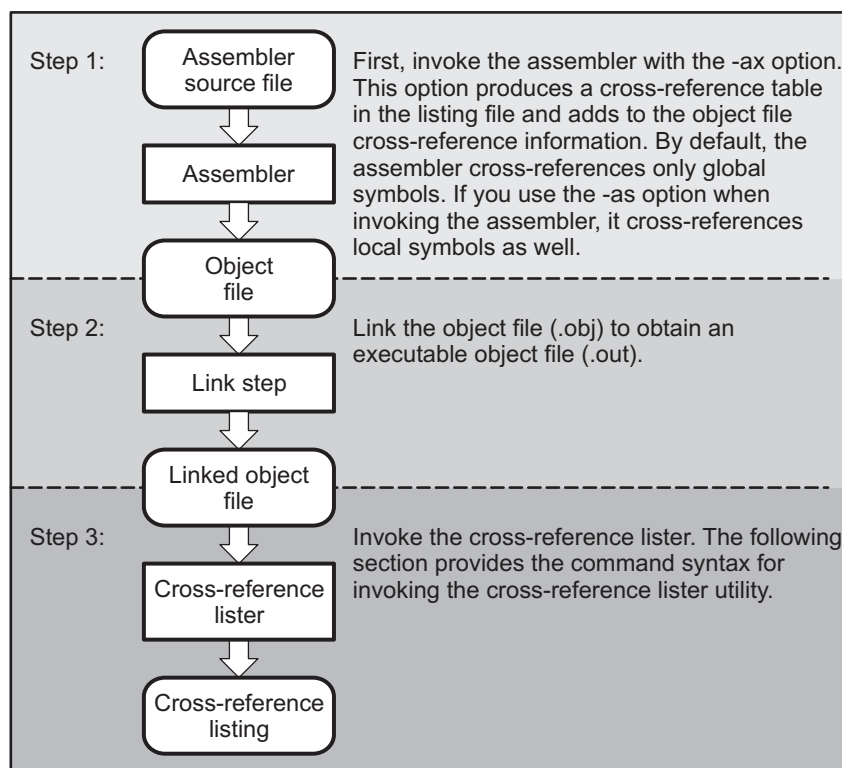 Step 1:
Assembler
source file
Assembler
Object
file
First, invoke the assembler with the -ax option.
This option produces a cross-reference table
in the listing file and adds to the object file
cross-reference information. By default, the
assembler cross-references only global
symbols. If you use the -as option when
invoking the assembler, it cross-references
local symbols as well.
Step 2:
Link step
Linked object
file
Link the object file (.obj) to obtain an
executable object file (.out).
Step 3:
Cross-reference
lister
Cross-reference
listing
Invoke the cross-reference lister. The following
section provides the command syntax for
invoking the cross-reference lister utility.